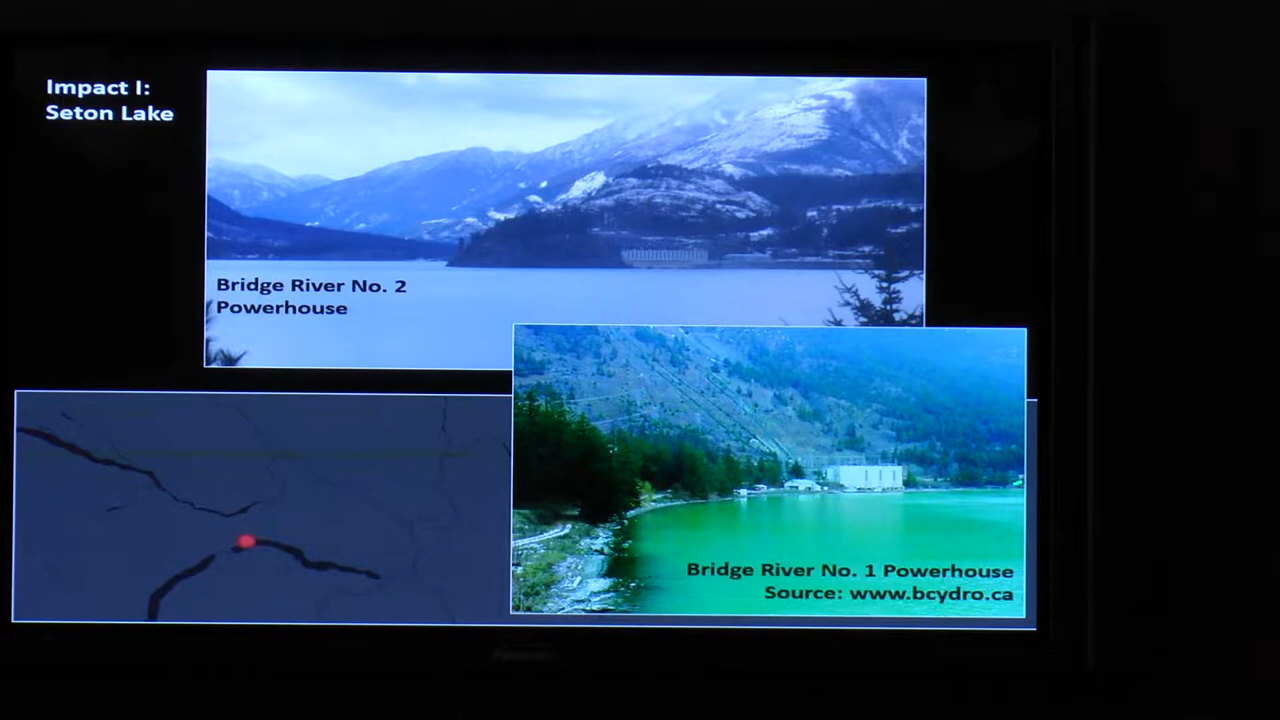 Impact I:
Seton Lake
Bridge River No. 2
Powerhouse
Bridge River No. 1 Powerhouse
Source: www.bcydro.ca